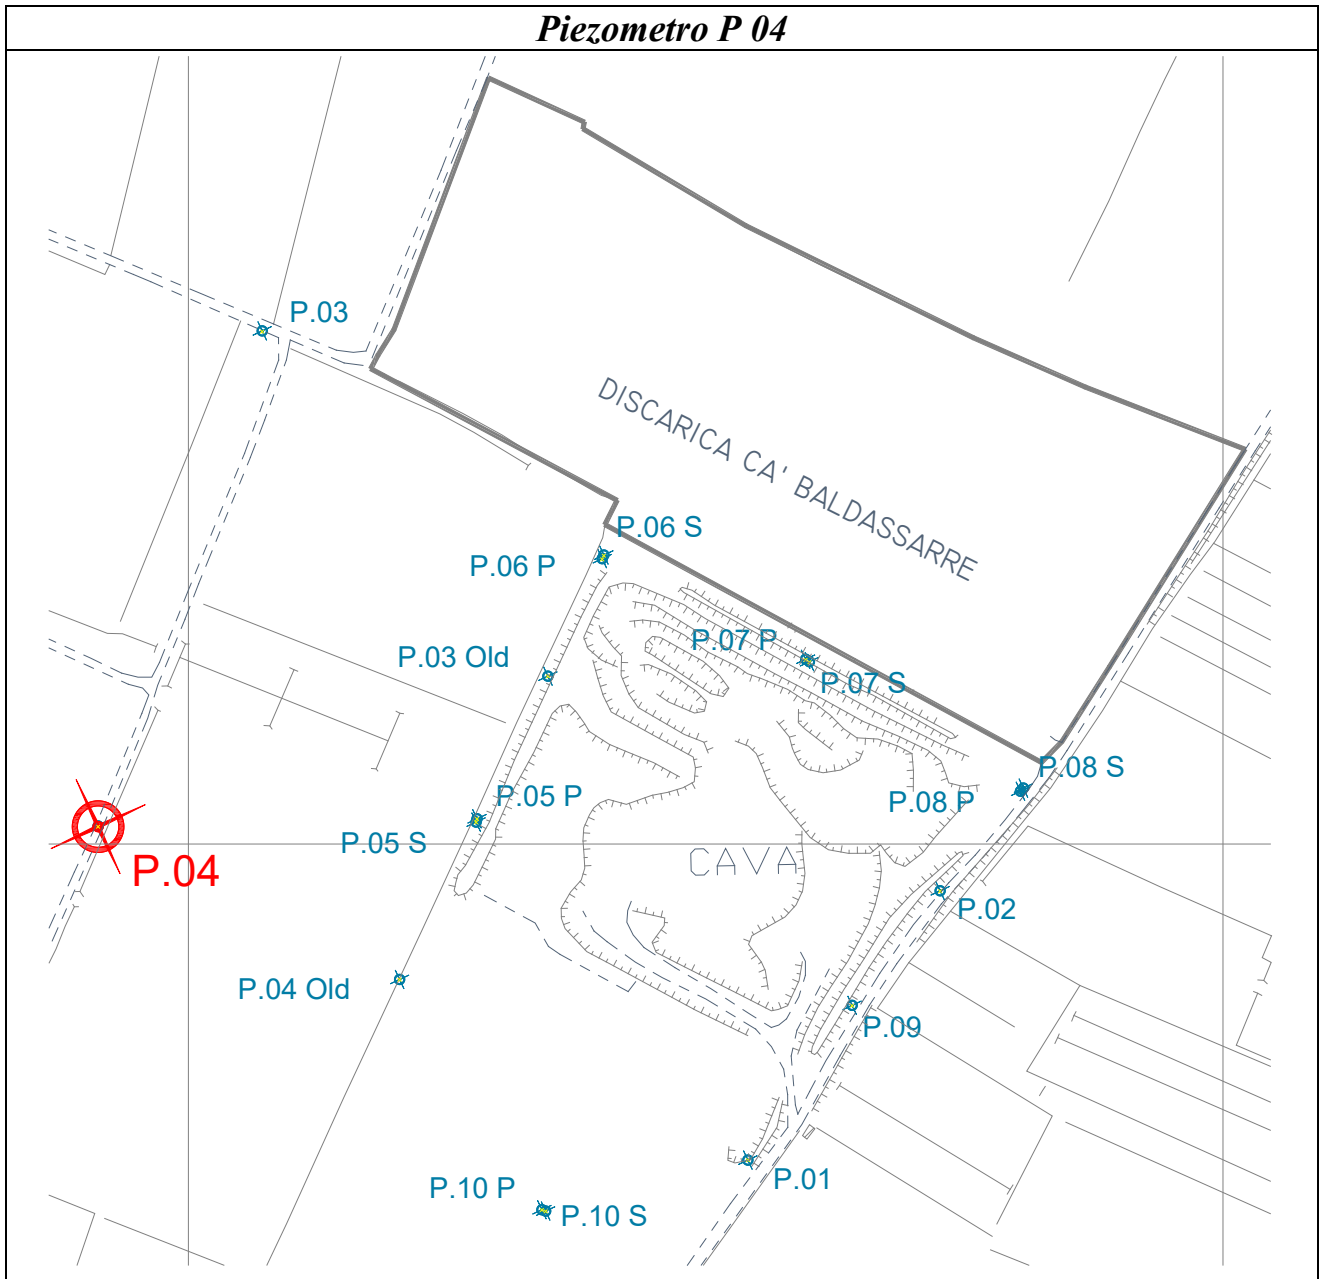 Piezometro P 04
P.03
DISCARICA CA' BALDASSARRE
P.06 S
P.06 P
P.07 P
P.03 Old
P.07 S
P.08 S
P.05 P
P.08 P
P.05 S
CAVA
P.04
P.02
P.04 Old
P.09
P.01
P.10 P
P.10 S